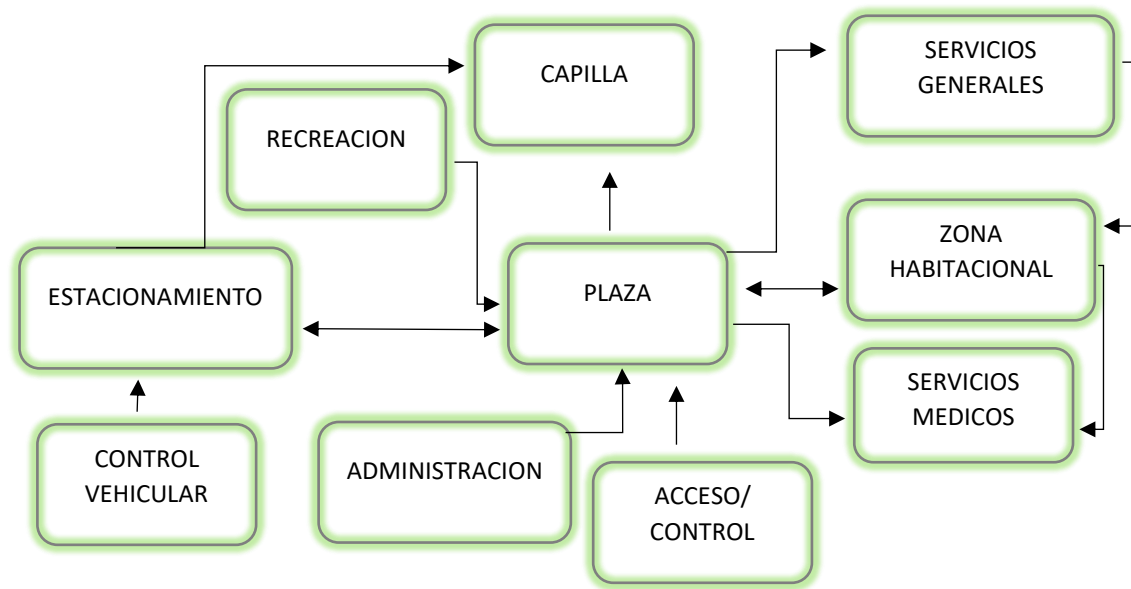 CAPILLA
SERVICIOS
GENERALES
RECREACION
ESTACIONAMIENTO
PLAZA
ZONA
HABITACIONAL
SERVICIOS
MEDICOS
CONTROL
VEHICULAR
ADMINISTRACION
ACCESO/
CONTROL